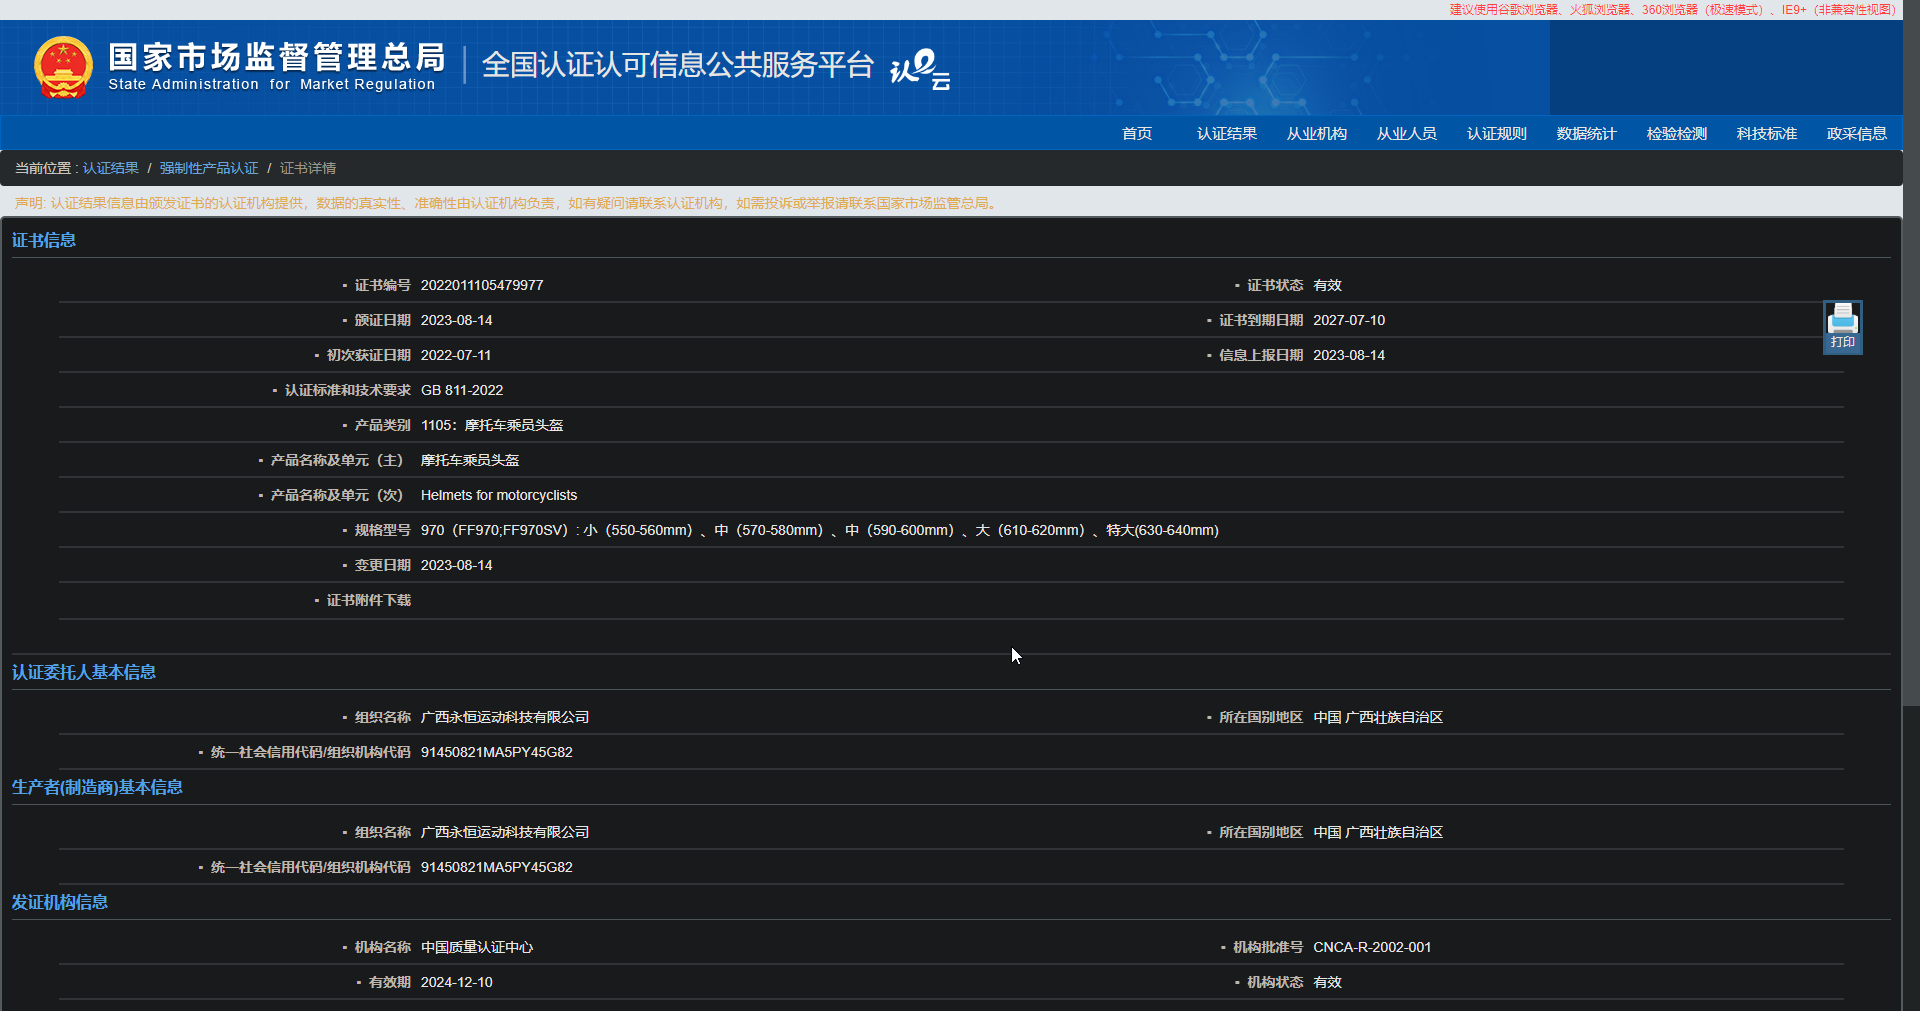 建议使用谷歌浏览器、火狐浏览器、360浏览器（极速模式）、IE9+（非兼容性视图）
国家市场监督管理总局
State Administration for Market Regulation
全国认证认可信息公共服务平台 认e云
首页 认证结果 从业机构 从业人员 认证规则 数据统计 检验检测 科技标准 政采信息
当前位置 : 认证结果 / 强制性产品认证 / 证书详情
声明: 认证结果信息由颁发证书的认证机构提供，数据的真实性、准确性由认证机构负责，如有疑问请联系认证机构，如需投诉或举报请联系国家市场监管总局。
证书信息
证书编号 2022011105479977 证书状态 有效
颁证日期 2023-08-14 证书到期日期 2027-07-10
打印
初次获证日期 2022-07-11 信息上报日期 2023-08-14
认证标准和技术要求 GB 811-2022
产品类别 1105：摩托车乘员头盔
产品名称及单元（主） 摩托车乘员头盔
产品名称及单元（次） Helmets for motorcyclists
规格型号 970（FF970;FF970SV）: 小（550-560mm）、中（570-580mm）、中（590-600mm）、大（610-620mm）、特大(630-640mm)
变更日期 2023-08-14
证书附件下载
认证委托人基本信息
组织名称 广西永恒运动科技有限公司 所在国别地区 中国 广西壮族自治区
统一社会信用代码/组织机构代码 91450821MA5PY45G82
生产者(制造商)基本信息
组织名称 广西永恒运动科技有限公司 所在国别地区 中国 广西壮族自治区
统一社会信用代码/组织机构代码 91450821MA5PY45G82
发证机构信息
机构名称 中国质量认证中心 机构批准号 CNCA-R-2002-001
有效期 2024-12-10 机构状态 有效